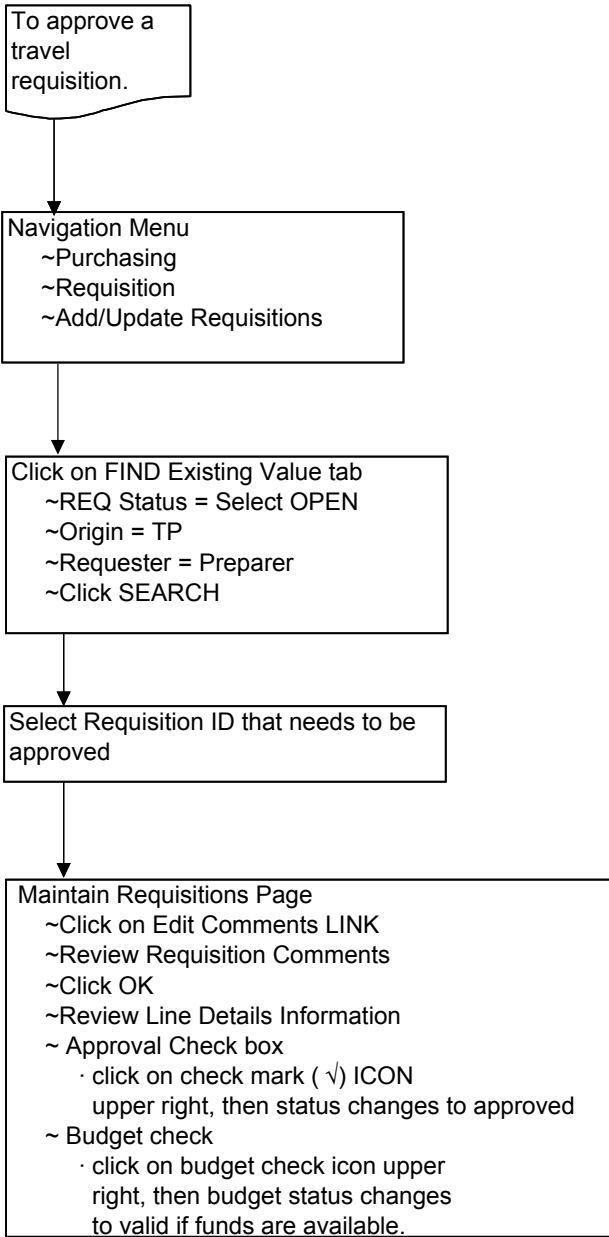 To approve a
travel
requisition.
Navigation Menu
~Purchasing
~Requisition
~Add/Update Requisitions
Click on FIND Existing Value tab
~REQ Status = Select OPEN
~Origin = TP
~Requester = Preparer
~Click SEARCH
Select Requisition ID that needs to be
approved
Maintain Requisitions Page
~Click on Edit Comments LINK
~Review Requisition Comments
~Click OK
~Review Line Details Information
~ Approval Check box
· click on check mark ( √) ICON
upper right, then status changes to approved
~ Budget check
· click on budget check icon upper
right, then budget status changes
to valid if funds are available.